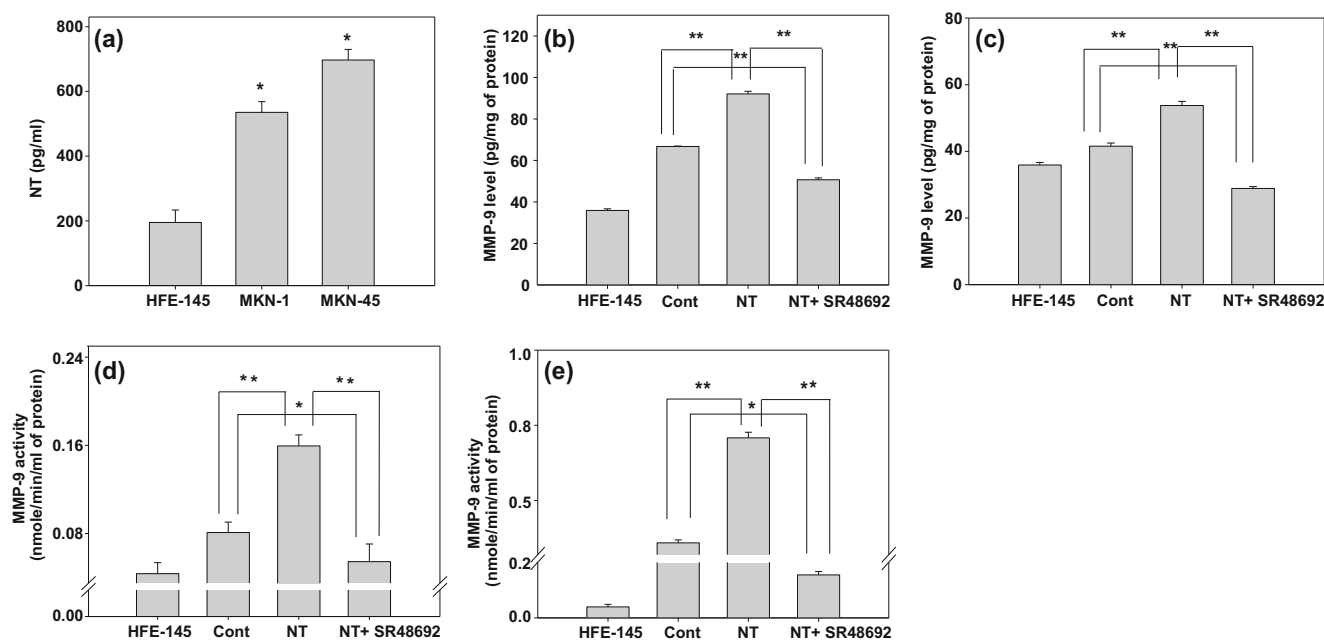 (a)
NT (pg/ml)
800
600
400
200
0
*
*
HFE-145 MKN-1 MKN-45
(b)
MMP-9 level (pg/mg of protein)
120
100
80
60
40
20
0
** **
**
HFE-145 Cont NT NT+ SR48692
(c)
MMP-9 level (pg/mg of protein)
80
60
40
20
0
** **
**
HFE-145 Cont NT NT+ SR48692
(d)
MMP-9 activity
(nmole/min/ml of protein)
0.24
0.16
0.08
0.00
** **
*
HFE-145 Cont NT NT+ SR48692
(e)
MMP-9 activity
(nmole/min/ml of protein)
1.0
0.8
0.5
0.2
0.0
** **
*
HFE-145 Cont NT NT+ SR48692